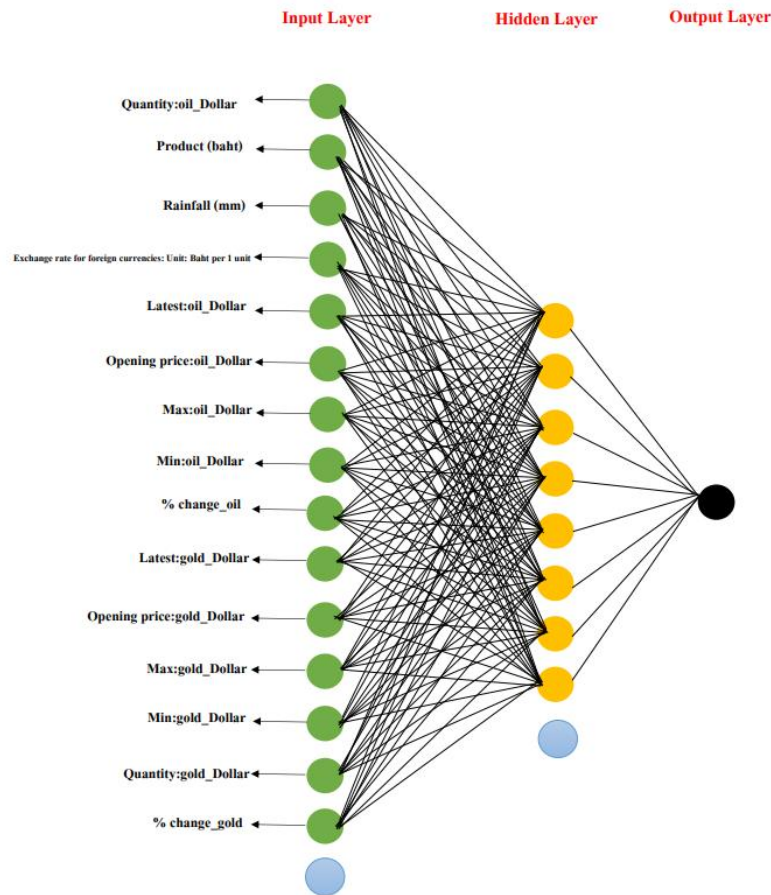 Input Layer Hidden Layer Output Layer
Quantity:oil_Dollar
Product (baht)
Rainfall (mm)
Exchange rate for foreign currencies: Unit: Baht per 1 unit
Latest:oil_Dollar
Opening price:oil_Dollar
Max:oil_Dollar
Min:oil_Dollar
% change_oil
Latest:gold_Dollar
Opening price:gold_Dollar
Max:gold_Dollar
Min:gold_Dollar
Quantity:gold_Dollar
% change_gold